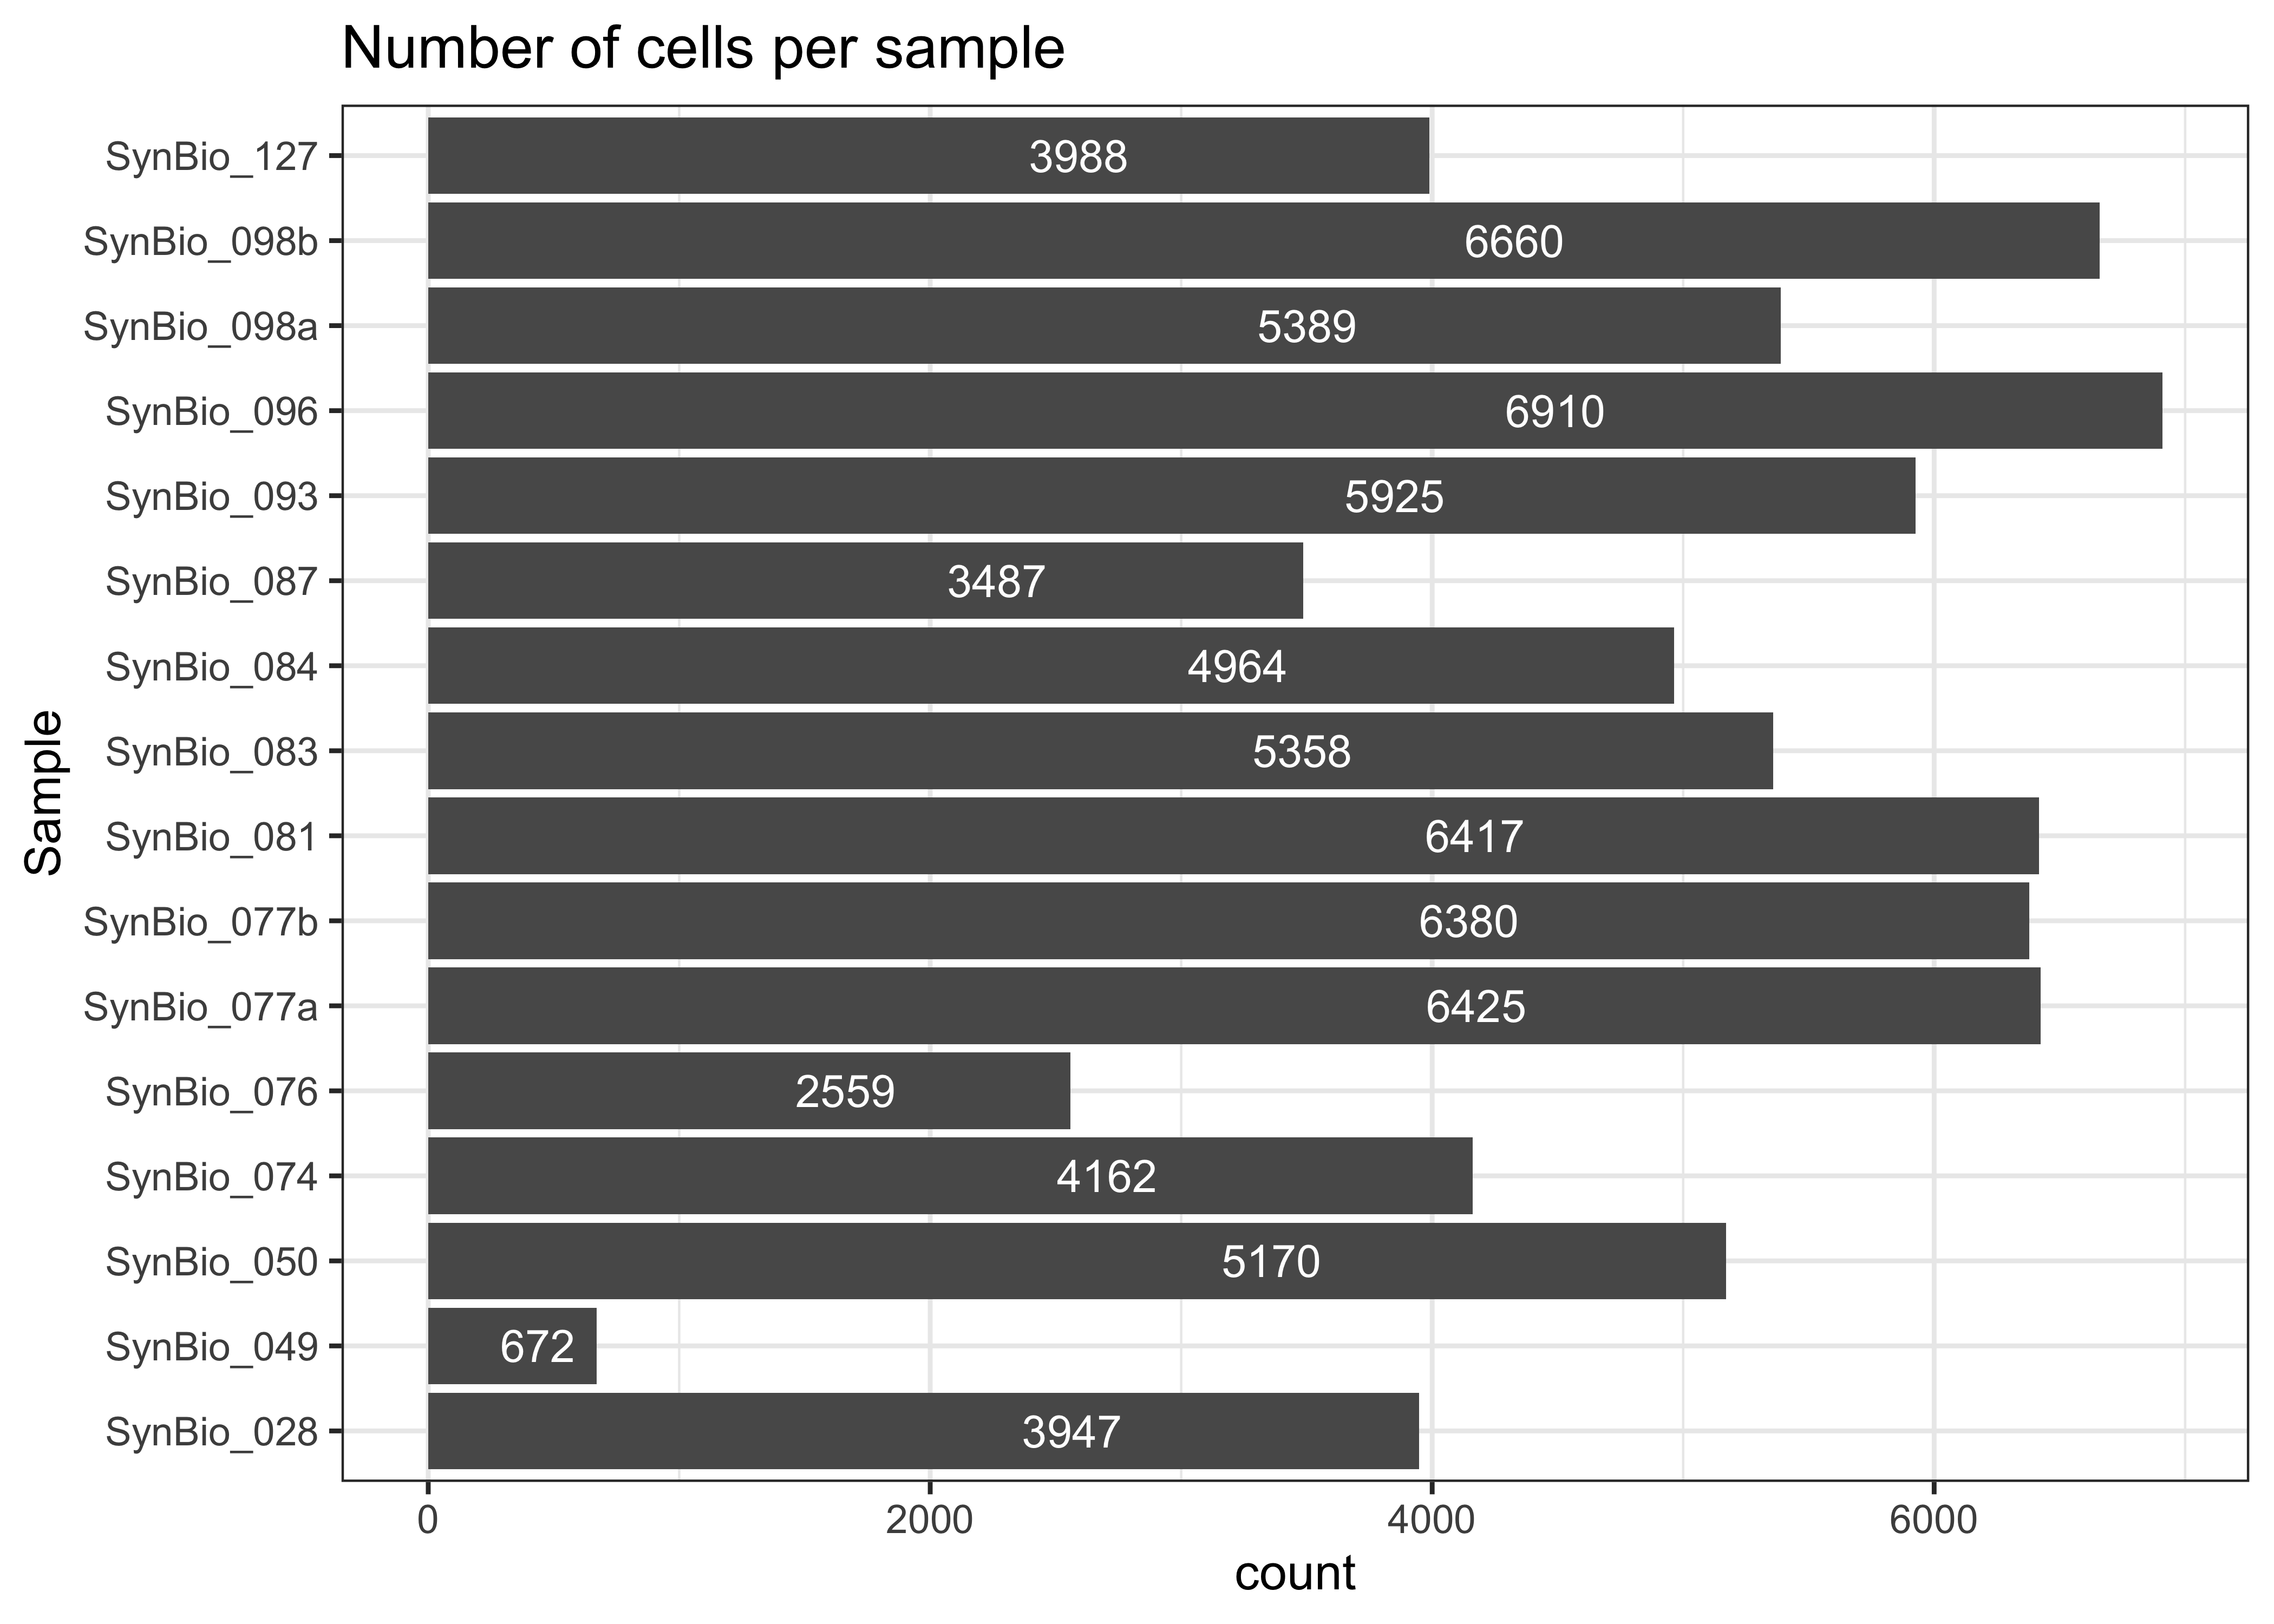 Number of cells per sample
Sample
SynBio_127 3988
SynBio_098b 6660
SynBio_098a 5389
SynBio_096 6910
SynBio_093 5925
SynBio_087 3487
SynBio_084 4964
SynBio_083 5358
SynBio_081 6417
SynBio_077b 6380
SynBio_077a 6425
SynBio_076 2559
SynBio_074 4162
SynBio_050 5170
SynBio_049 672
SynBio_028 3947
0 2000 4000 6000
count